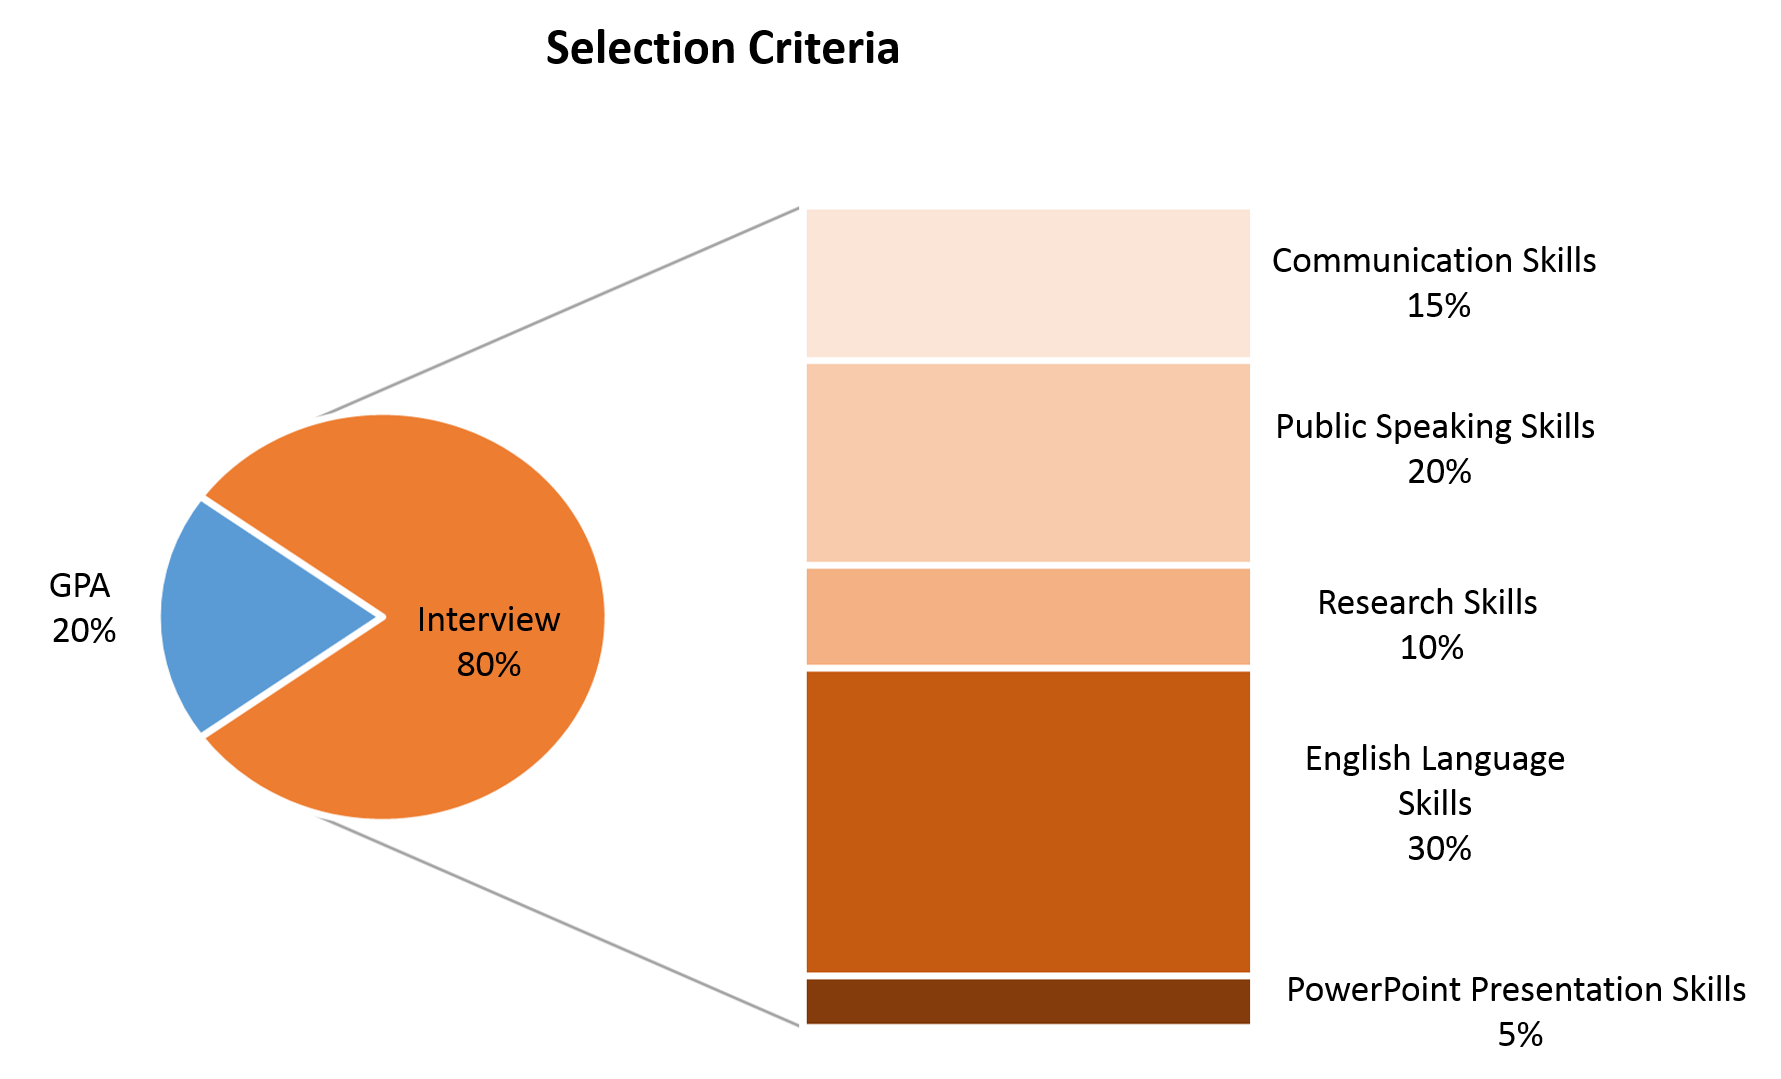 Selection Criteria
Communication Skills
15%
Public Speaking Skills
20%
GPA
20%
Interview
80%
Research Skills
10%
English Language
Skills
30%
PowerPoint Presentation Skills
5%